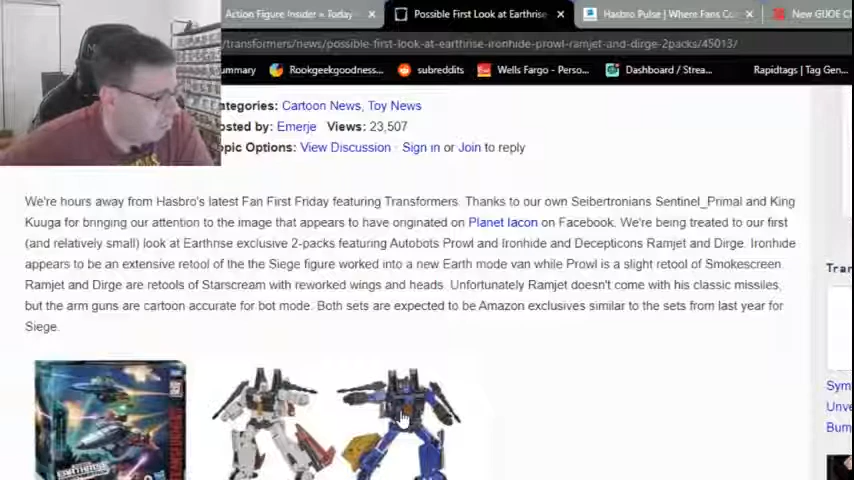 Action Figure Insider » Today
Possible First Look at Earthrise
Hasbro Pulse | Where Fans Co
New GIJOE Cl
/transformers/news/possible-first-look-at-earthrise-ironhide-prowl-ramjet-and-dirge-2packs/45013/
ummary
Rookgeekgoodness...
subreddits
Wells Fargo - Perso...
Dashboard / Strea...
Rapidtags | Tag Gen...
ategories: Cartoon News, Toy News
osted by: Emerje Views: 23,507
opic Options: View Discussion · Sign in or Join to reply
We're hours away from Hasbro's latest Fan First Friday featuring Transformers. Thanks to our own Seibertronians Sentinel_Primal and King
Kuuga for bringing our attention to the image that appears to have originated on Planet Iacon on Facebook. We're being treated to our first
(and relatively small) look at Earthrise exclusive 2-packs featuring Autobots Prowl and Ironhide and Decepticons Ramjet and Dirge. Ironhide
appears to be an extensive retool of the the Siege figure worked into a new Earth mode van while Prowl is a slight retool of Smokescreen.
Ramjet and Dirge are retools of Starscream with reworked wings and heads. Unfortunately Ramjet doesn't come with his classic missiles,
but the arm guns are cartoon accurate for bot mode. Both sets are expected to be Amazon exclusives similar to the sets from last year for
Siege.
Tran
Sym
Unve
Bum
EARTHRISE
TRANSFORMERS